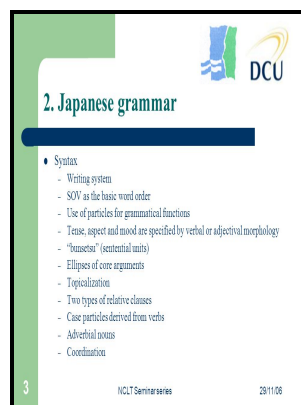 DCU
2. Japanese grammar
● Syntax
– Writing system
– SOV as the basic word order
– Use of particles for grammatical functions
– Tense, aspect and mood are specified by verbal or adjectival morphology
– "bunsetsu" (sentential units)
– Ellipses of core arguments
– Topicalization
– Two types of relative clauses
– Case particles derived from verbs
– Adverbial nouns
– Coordination
3 NCLT Seminar series 29/11/06